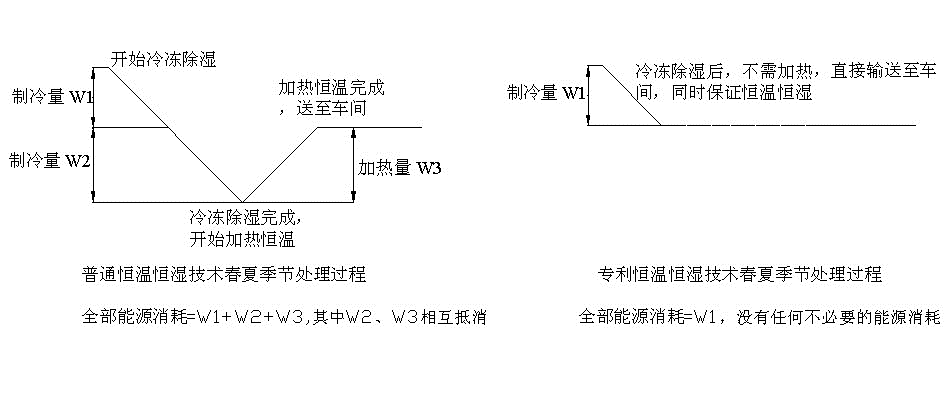 开始冷冻除湿
制冷量 W1
加热恒温完成
，送至车间
制冷量 W2
加热量 W3
冷冻除湿完成，
开始加热恒温
普通恒温恒湿技术春夏季节处理过程
全部能源消耗=W1+W2+W3,其中W2、W3相互抵消
冷冻除湿后，不需加热，直接输送至车
间，同时保证恒温恒湿
制冷量 W1
专利恒温恒湿技术春夏季节处理过程
全部能源消耗=W1，没有任何不必要的能源消耗